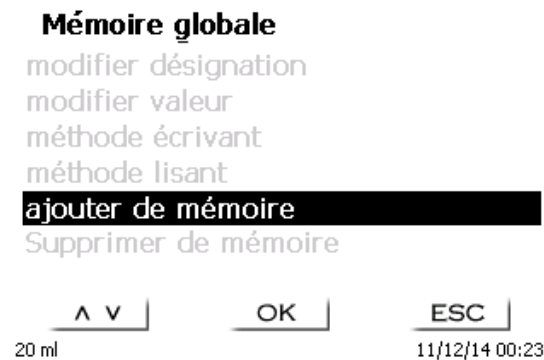 Mémoire globale
modifier désignation
modifier valeur
méthode écrivant
méthode lisant
ajouter de mémoire
Supprimer de mémoire
∧ ∨ OK ESC
20 ml 11/12/14 00:23